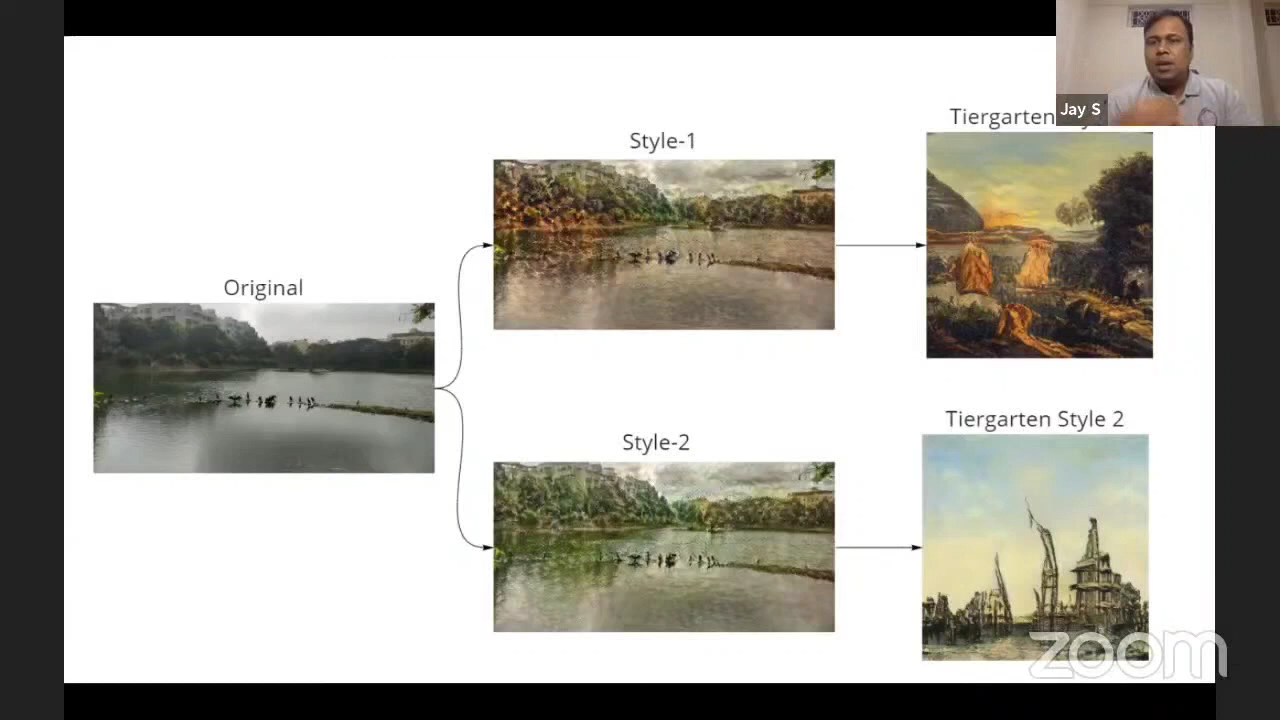 Jay S
Tiergarten
Style-1
Original
Tiergarten Style 2
Style-2
zoom